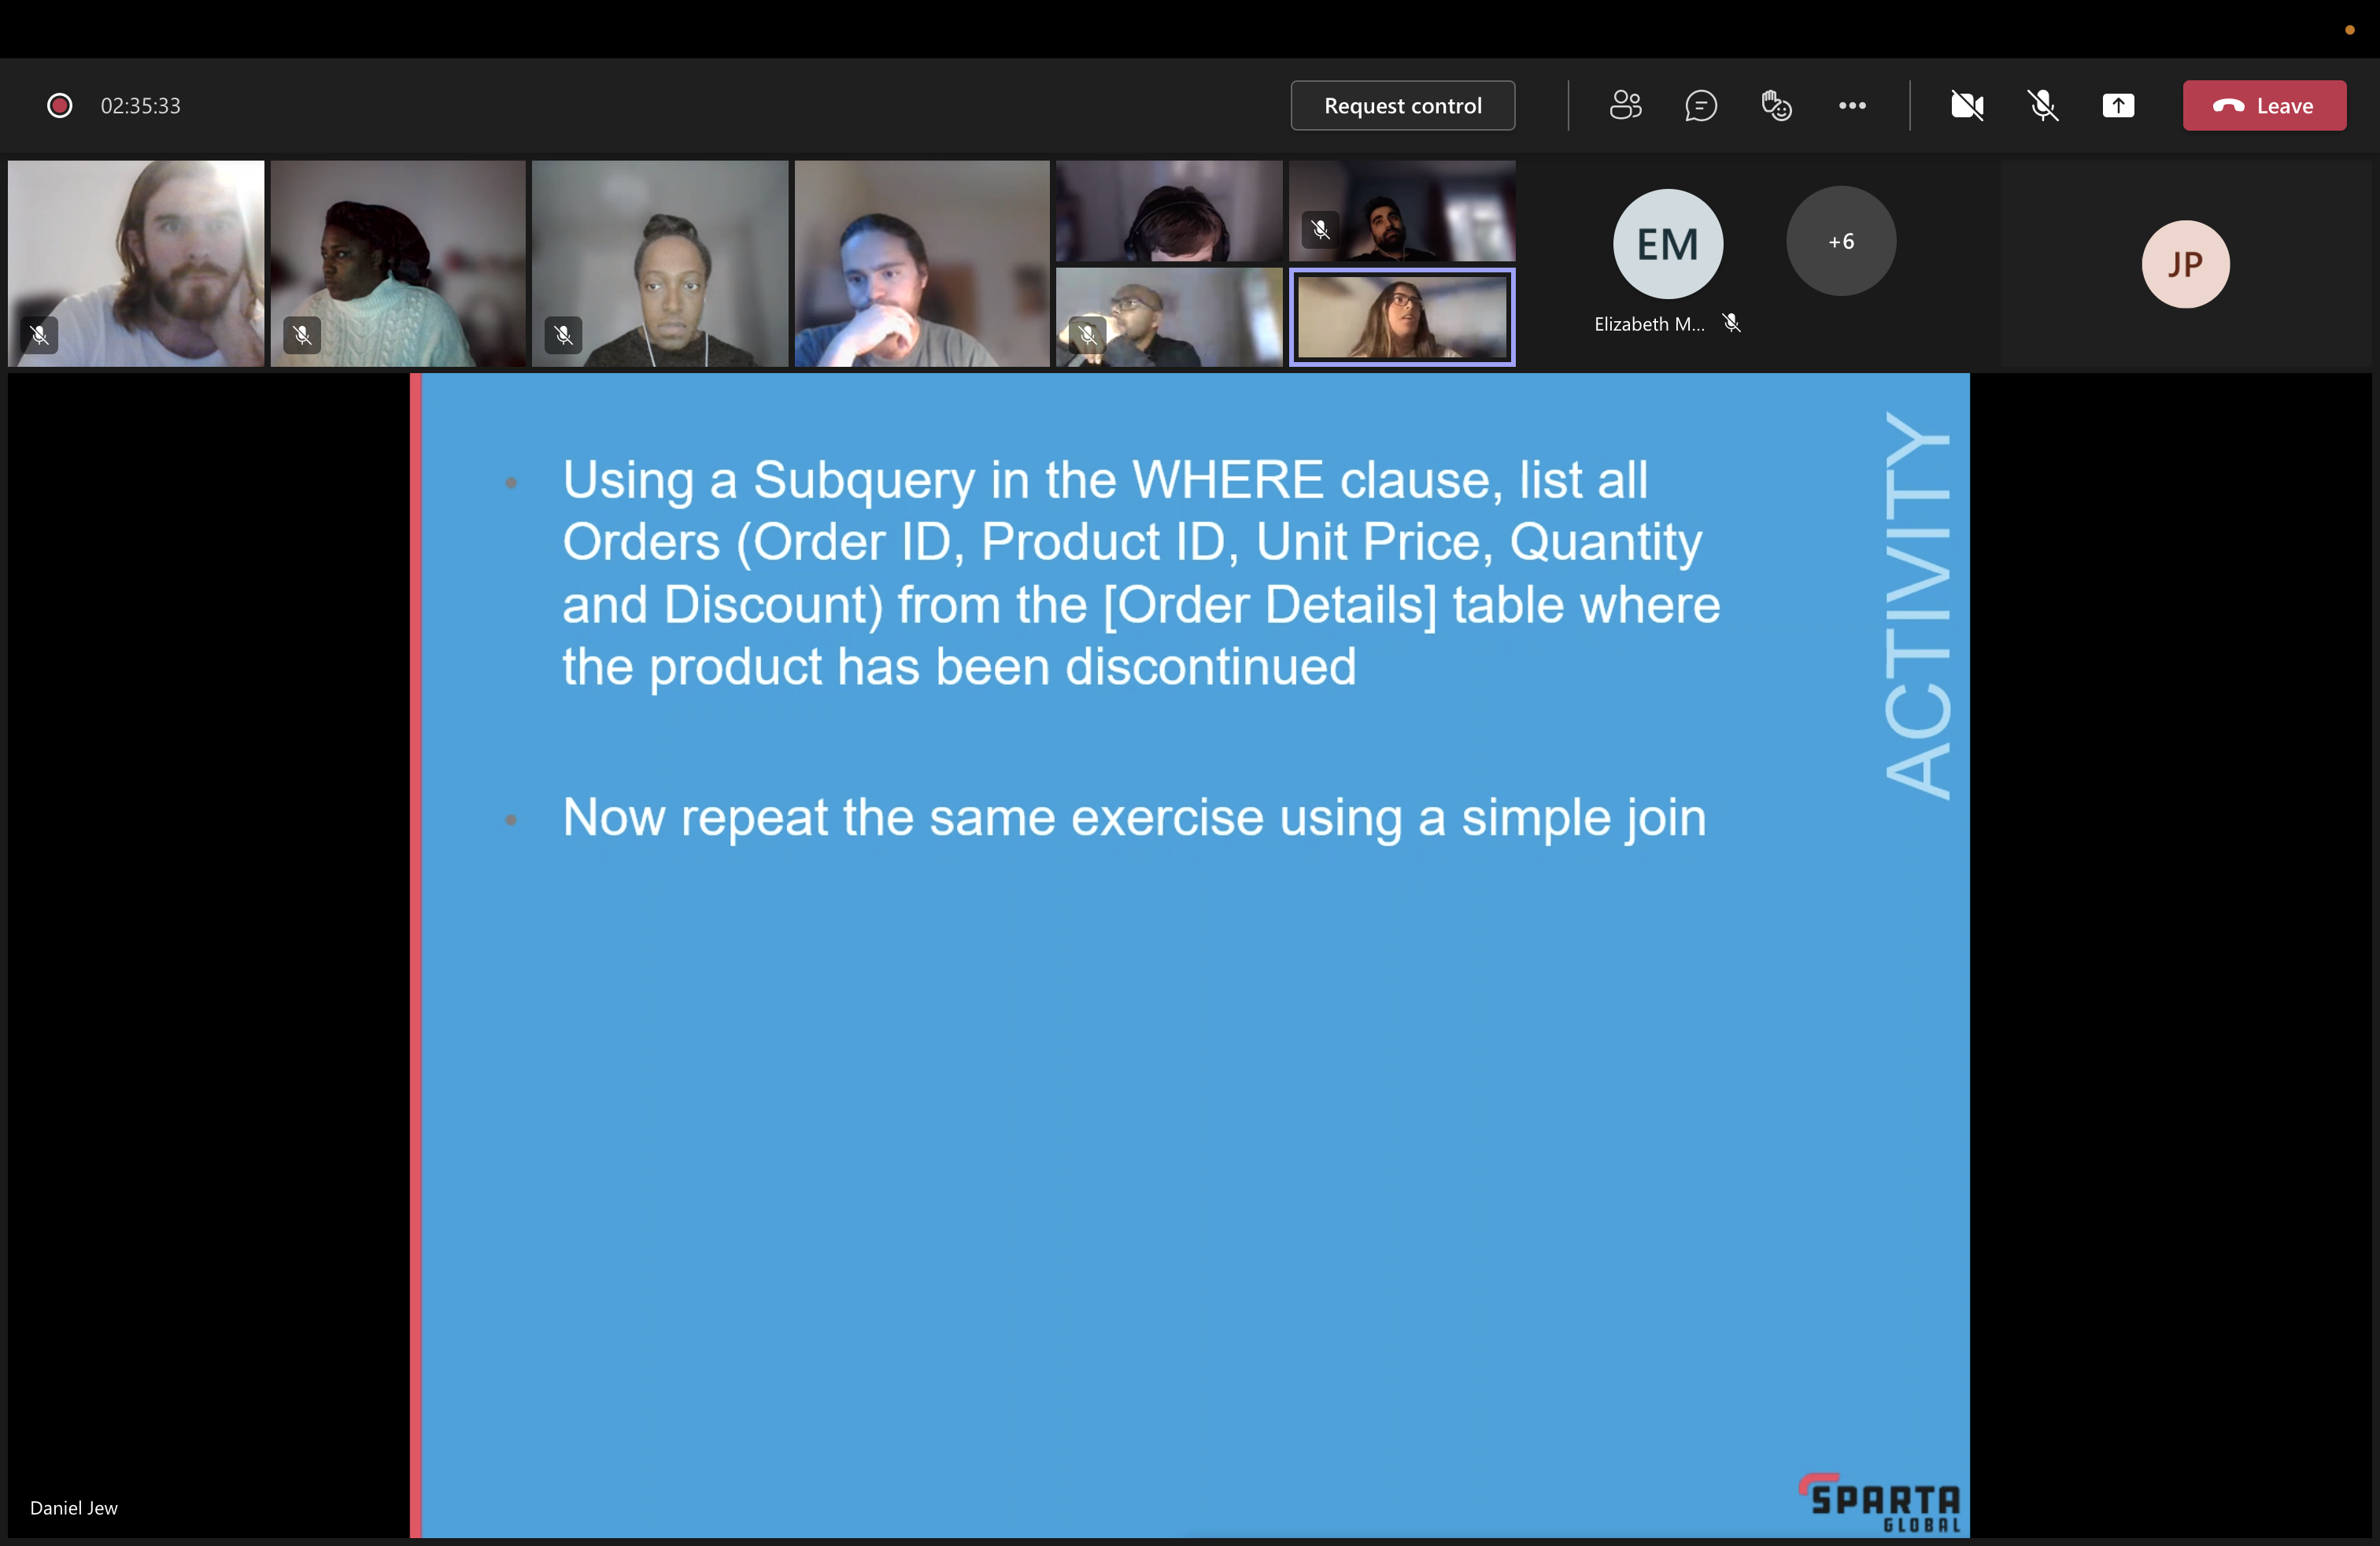 02:35:33
Request control
Leave
EM
+6
JP
Elizabeth M...
Using a Subquery in the WHERE clause, list all
Orders (Order ID, Product ID, Unit Price, Quantity
and Discount) from the [Order Details] table where
the product has been discontinued
Now repeat the same exercise using a simple join
ACTIVITY
Daniel Jew
SPARTA
GLOBAL